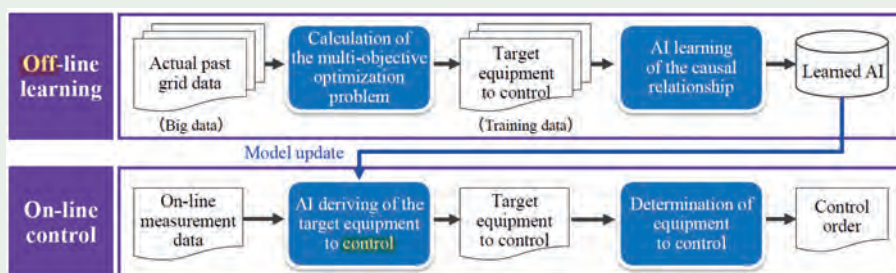 Off-line
learning
Actual past
grid data
(Big data)
Calculation of
the multi-objective
optimization
problem
Target
equipment
to control
(Training data)
AI learning
of the causal
relationship
Learned AI
Model update
On-line
control
On-line
measurement
data
AI deriving of the
target equipment
to control
Target
equipment
to control
Determination of
equipment
to control
Control
order